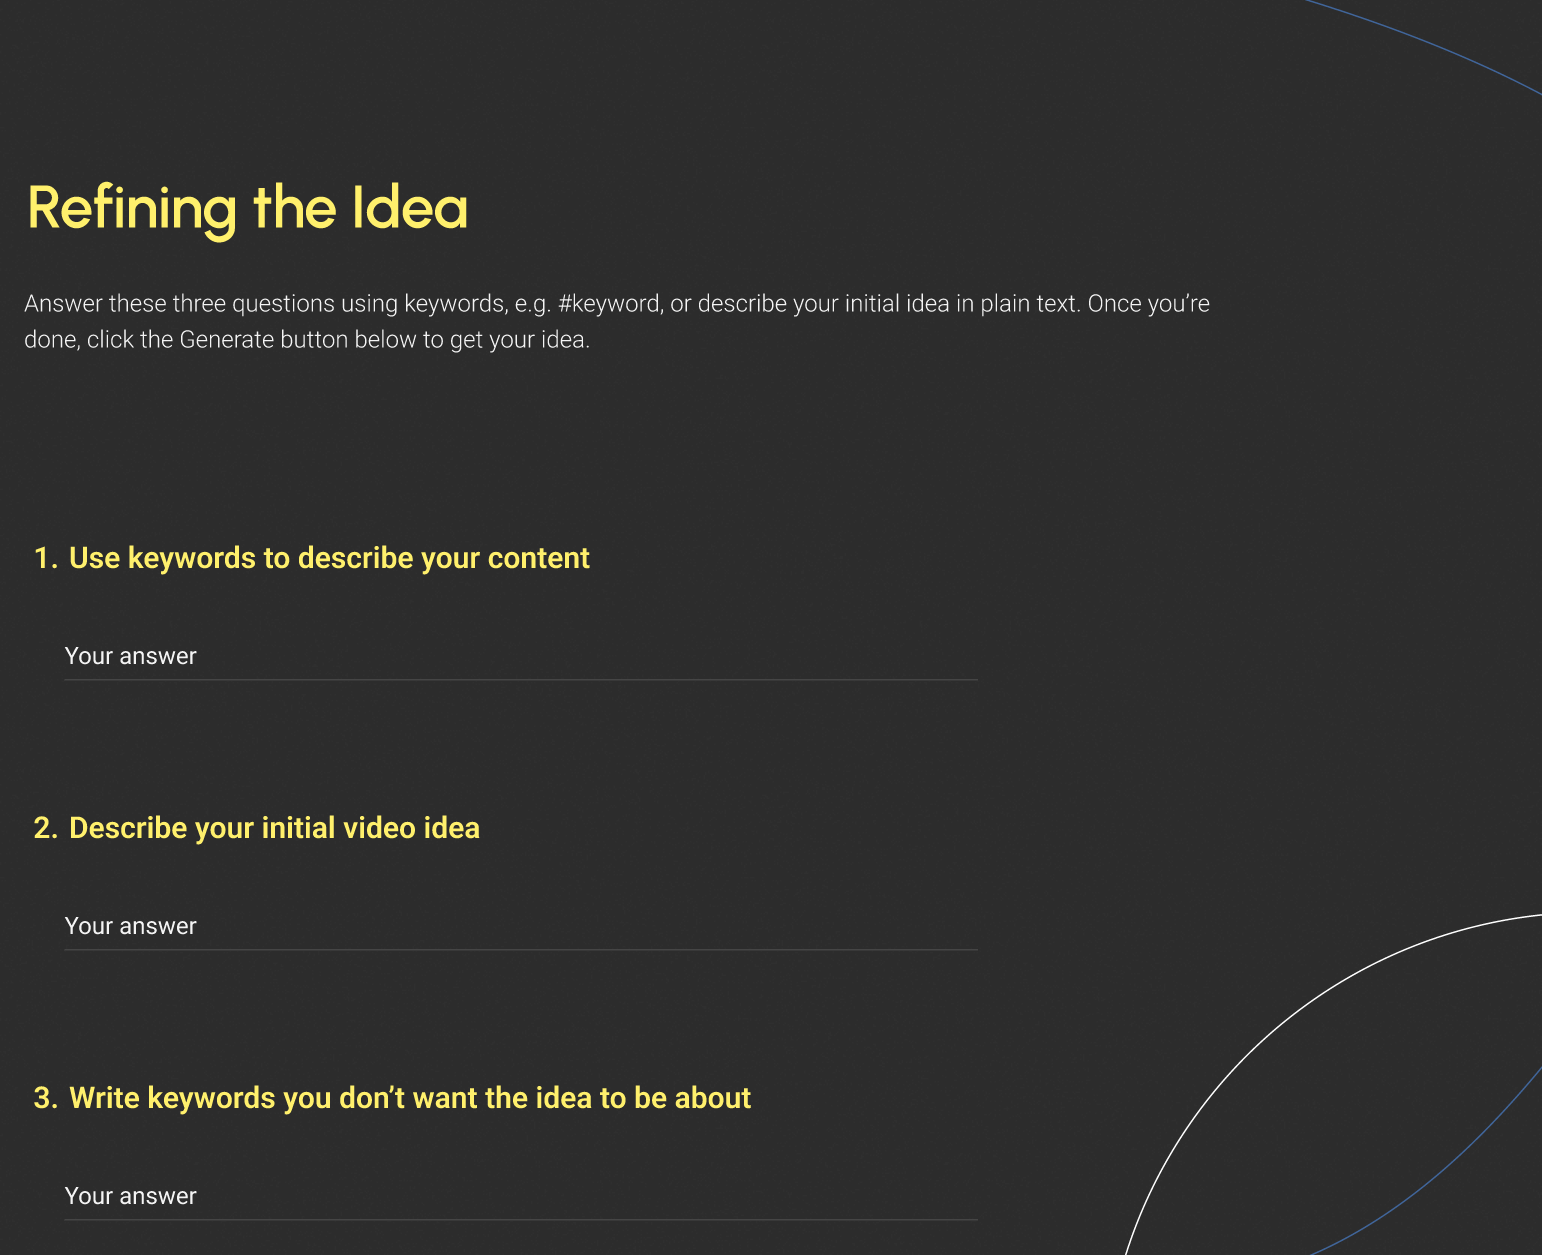 Refining the Idea
Answer these three questions using keywords, e.g. #keyword, or describe your initial idea in plain text. Once you’re
done, click the Generate button below to get your idea.
1. Use keywords to describe your content
Your answer
2. Describe your initial video idea
Your answer
3. Write keywords you don’t want the idea to be about
Your answer